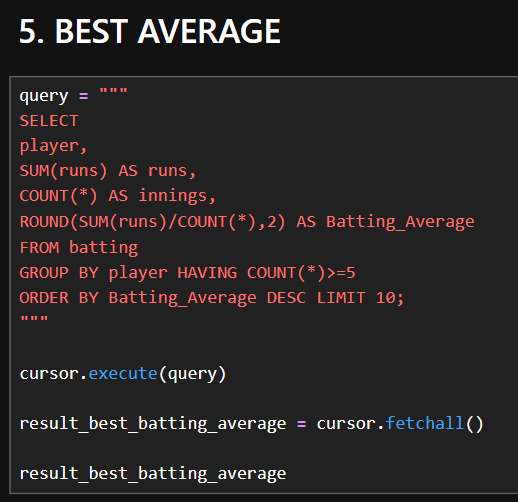 5. BEST AVERAGE
query = """
SELECT
player,
SUM(runs) AS runs,
COUNT(*) AS innings,
ROUND(SUM(runs)/COUNT(*),2) AS Batting_Average
FROM batting
GROUP BY player HAVING COUNT(*)>=5
ORDER BY Batting_Average DESC LIMIT 10;
"""
cursor.execute(query)
result_best_batting_average = cursor.fetchall()
result_best_batting_average